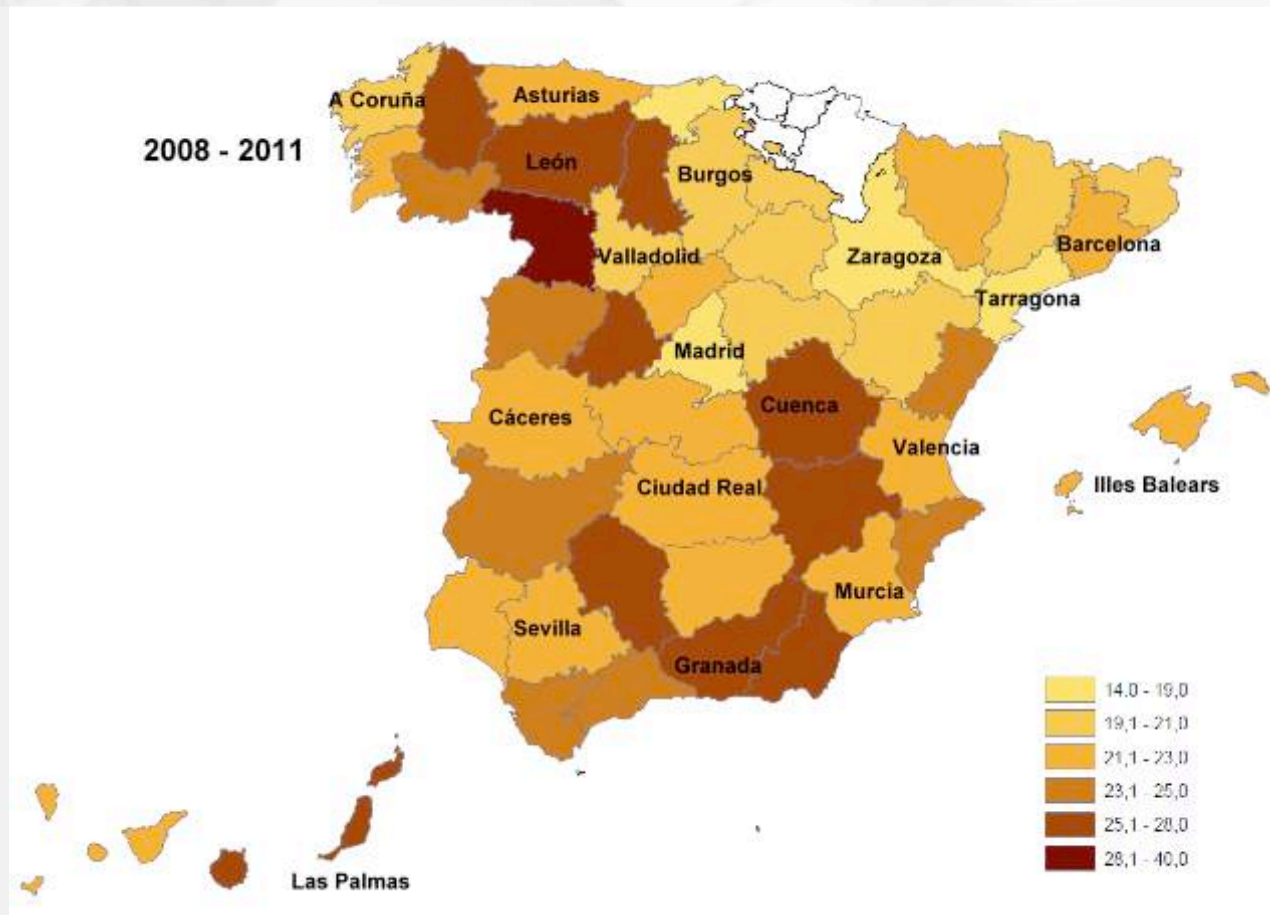 A Coruña
Asturias
2008 - 2011
León
Burgos
Barcelona
Valladolid
Zaragoza
Tarragona
Madrid
Cuenca
Cáceres
Valencia
Ciudad Real
Illes Balears
Murcia
Sevilla
Granada
Las Palmas
14.0 - 19,0
19,1 - 21,0
21,1 - 23,0
23,1 - 25,0
25,1 - 28,0
28,1 - 40,0